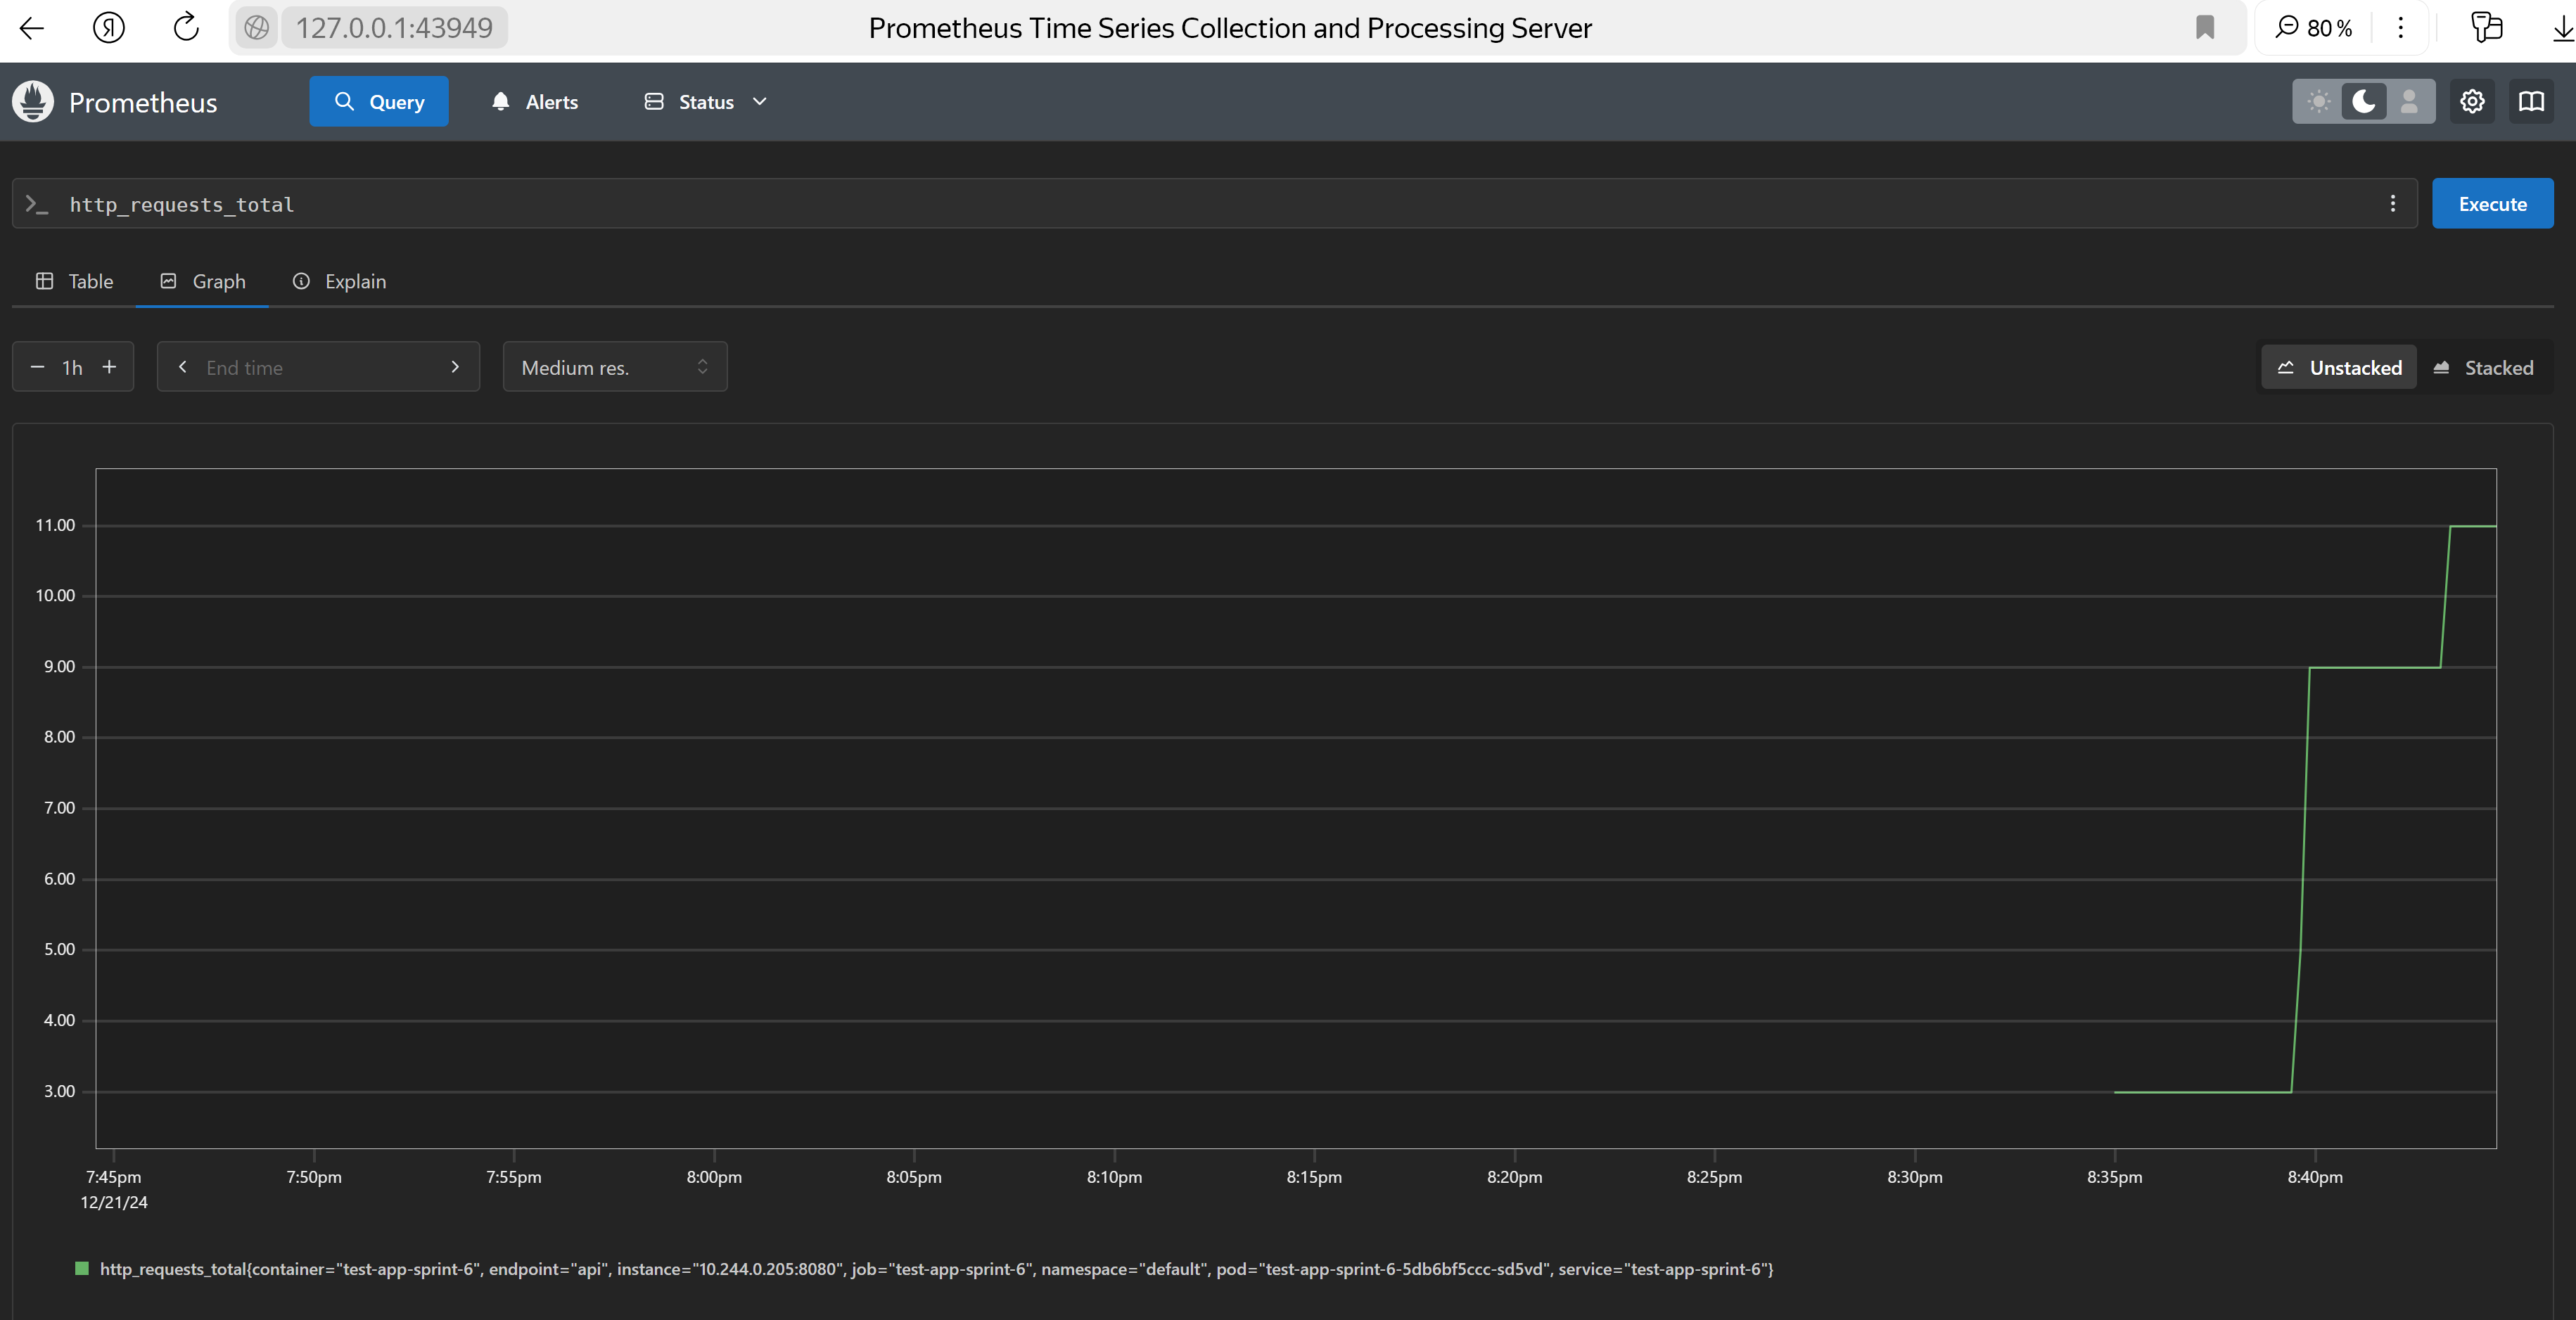 Я 127.0.0.1:43949 Prometheus Time Series Collection and Processing Server 80 %
Prometheus Query Alerts Status
>_ http_requests_total Execute
Table Graph Explain
− 1h + End time Medium res. Unstacked Stacked
11.00
10.00
9.00
8.00
7.00
6.00
5.00
4.00
3.00
7:45pm 7:50pm 7:55pm 8:00pm 8:05pm 8:10pm 8:15pm 8:20pm 8:25pm 8:30pm 8:35pm 8:40pm
12/21/24
http_requests_total{container="test-app-sprint-6", endpoint="api", instance="10.244.0.205:8080", job="test-app-sprint-6", namespace="default", pod="test-app-sprint-6-5db6bf5ccc-sd5vd", service="test-app-sprint-6"}